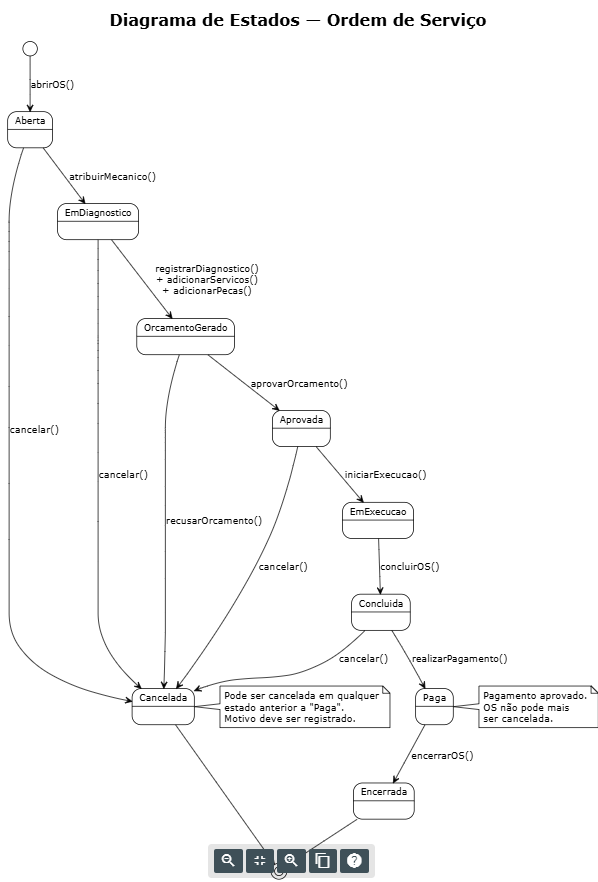 Diagrama de Estados — Ordem de Serviço
abrirOS()
Aberta
atribuirMecanico()
EmDiagnostico
registrarDiagnostico()
+ adicionarServicos()
+ adicionarPecas()
OrcamentoGerado
aprovarOrcamento()
Aprovada
cancelar()
cancelar()
iniciarExecucao()
EmExecucao
recusarOrcamento()
cancelar()
concluirOS()
Concluida
cancelar()
realizarPagamento()
Cancelada
Pode ser cancelada em qualquer
estado anterior a "Paga".
Motivo deve ser registrado.
Paga
Pagamento aprovado.
OS não pode mais
ser cancelada.
encerrarOS()
Encerrada